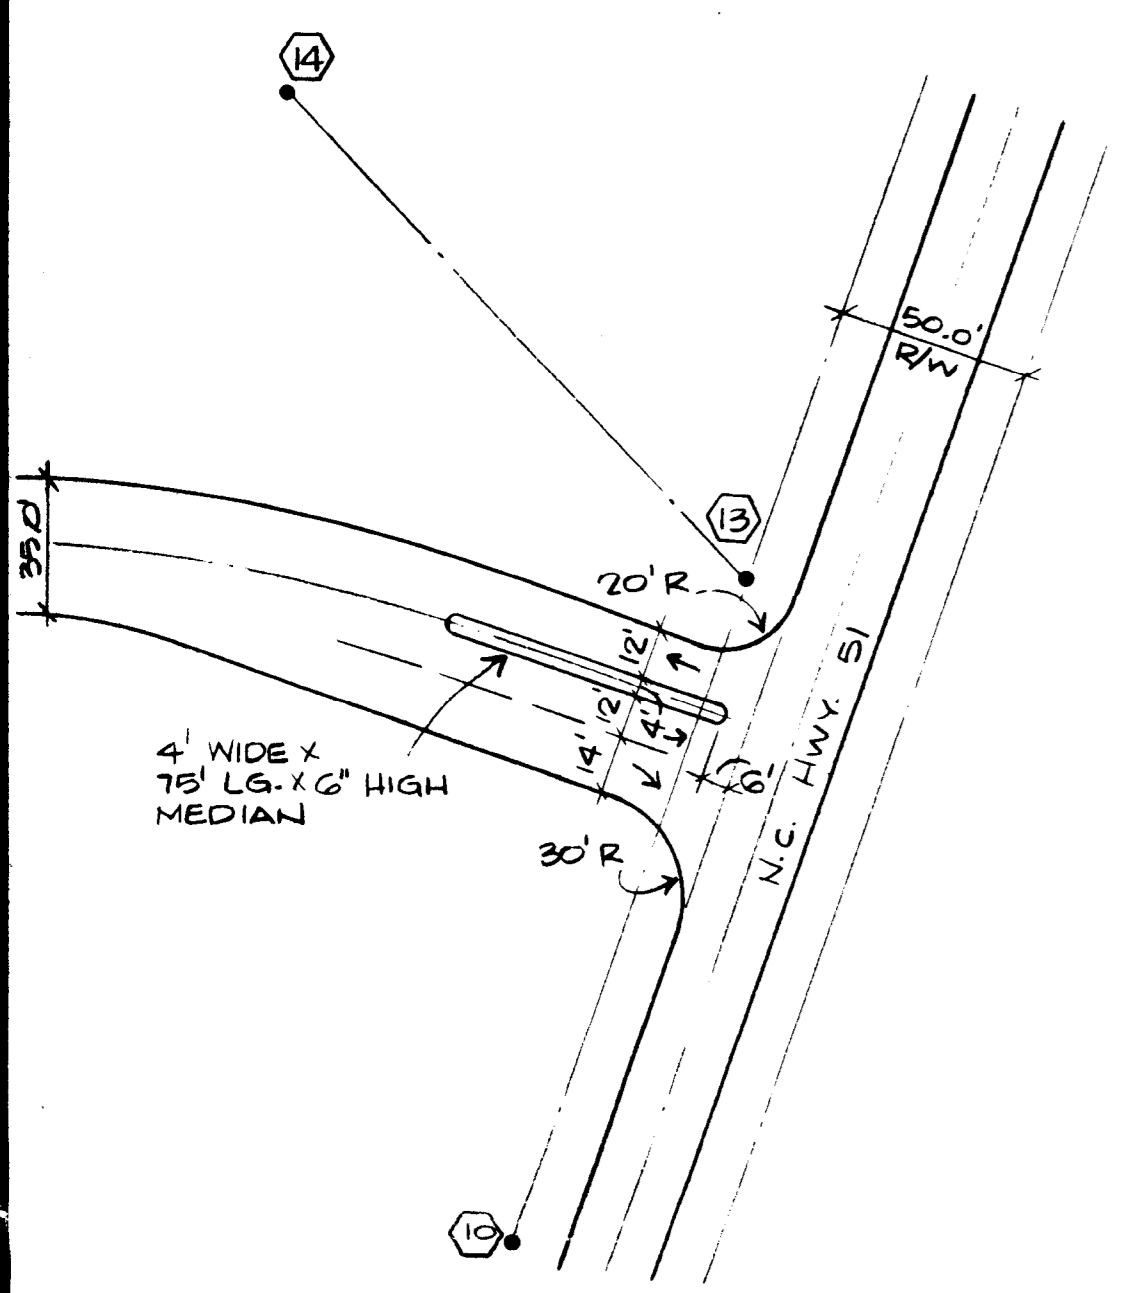 14
50.0'
R/W
35.0'
13
20' R
12'
12'
4'
14'
6'
4' WIDE X
75' LG. X 6" HIGH
MEDIAN
30' R
N.C. HWY. 51
10